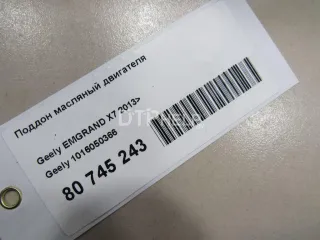 Поддон масляный двигателя
Geely EMGRAND X7 2013>
Geely 1016050366
80 745 243